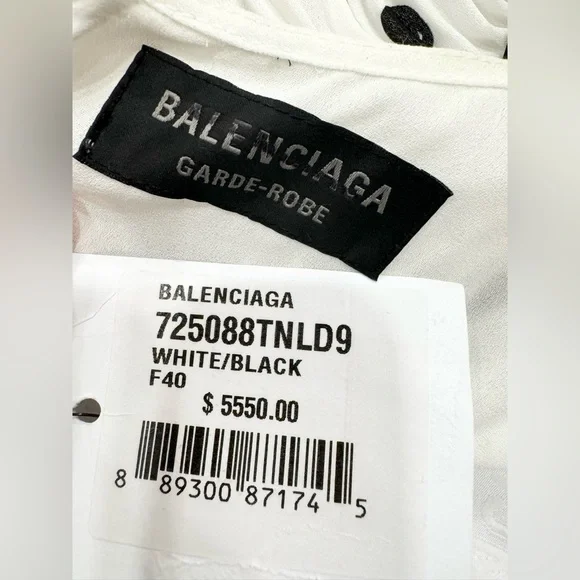 BALENCIAGA
GARDE-ROBE
BALENCIAGA
725088TNLD9
WHITE/BLACK
F40
$ 5550.00
8 89300 87174 5